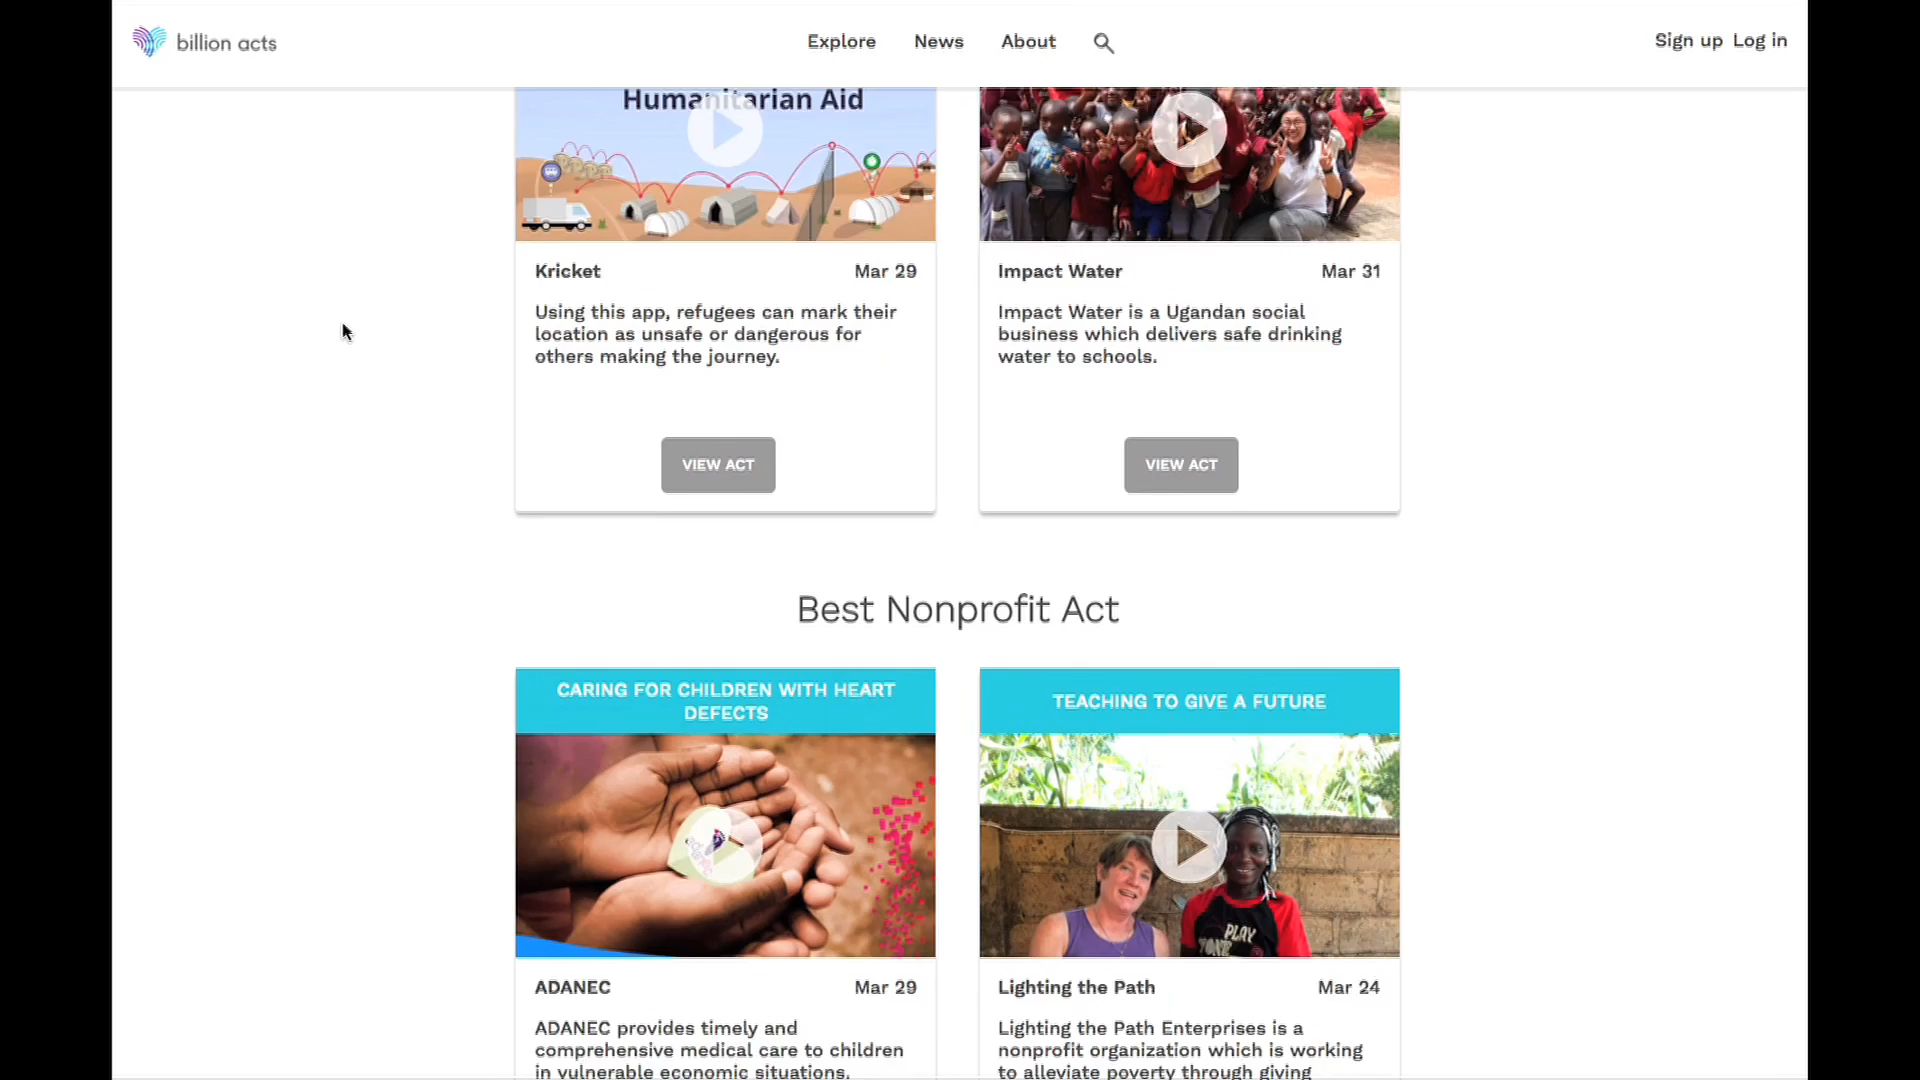 billion acts
Explore
News
About
Sign up
Log in
Humanitarian Aid
Kricket
Mar 29
Using this app, refugees can mark their
location as unsafe or dangerous for
others making the journey.
VIEW ACT
Impact Water
Mar 31
Impact Water is a Ugandan social
business which delivers safe drinking
water to schools.
VIEW ACT
Best Nonprofit Act
CARING FOR CHILDREN WITH HEART
DEFECTS
ADANEC
Mar 29
ADANEC provides timely and
comprehensive medical care to children
in vulnerable economic situations.
TEACHING TO GIVE A FUTURE
PLAY
Lighting the Path
Mar 24
Lighting the Path Enterprises is a
nonprofit organization which is working
to alleviate poverty through giving